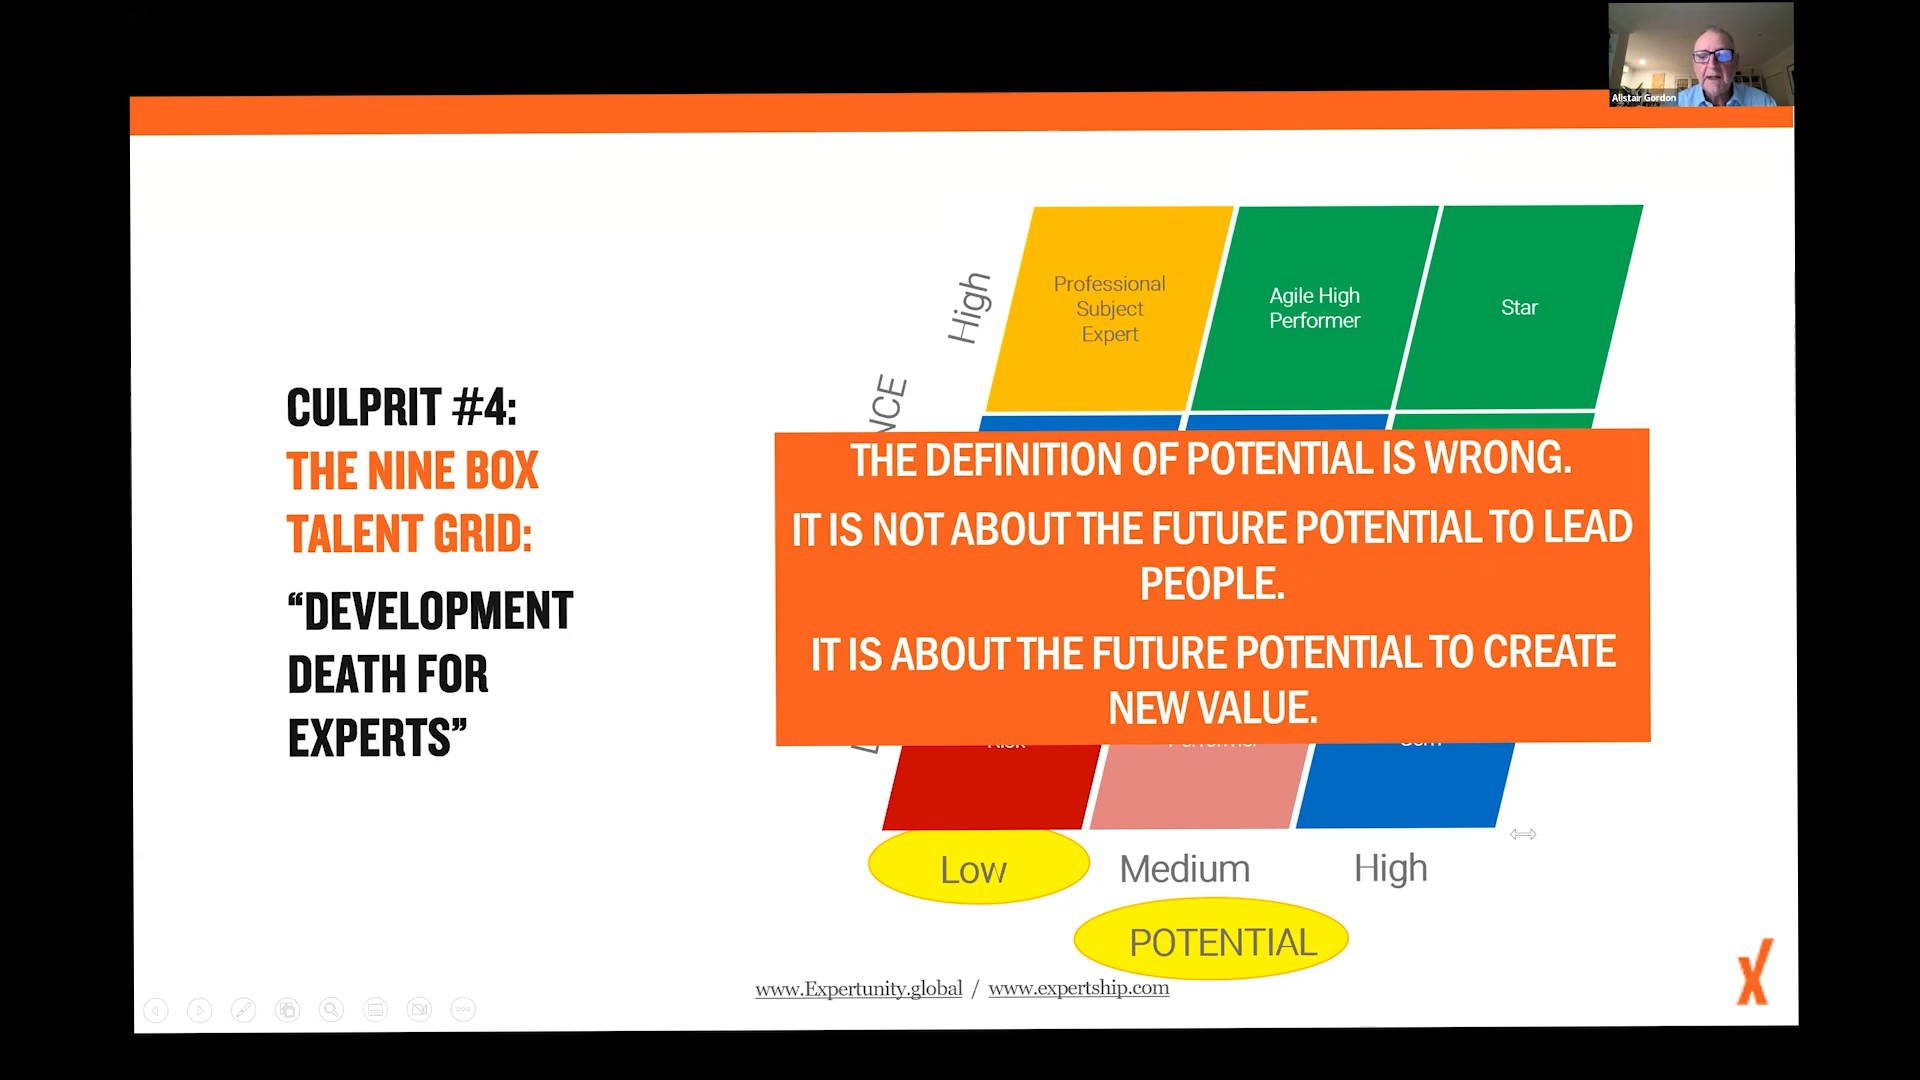 Alistair Gordon
CULPRIT #4:
THE NINE BOX
TALENT GRID:
“DEVELOPMENT
DEATH FOR
EXPERTS”
High
Professional
Subject
Expert
Agile High
Performer
Star
THE DEFINITION OF POTENTIAL IS WRONG.
IT IS NOT ABOUT THE FUTURE POTENTIAL TO LEAD
PEOPLE.
IT IS ABOUT THE FUTURE POTENTIAL TO CREATE
NEW VALUE.
Low
Medium
High
POTENTIAL
www.Expertunity.global / www.expertship.com